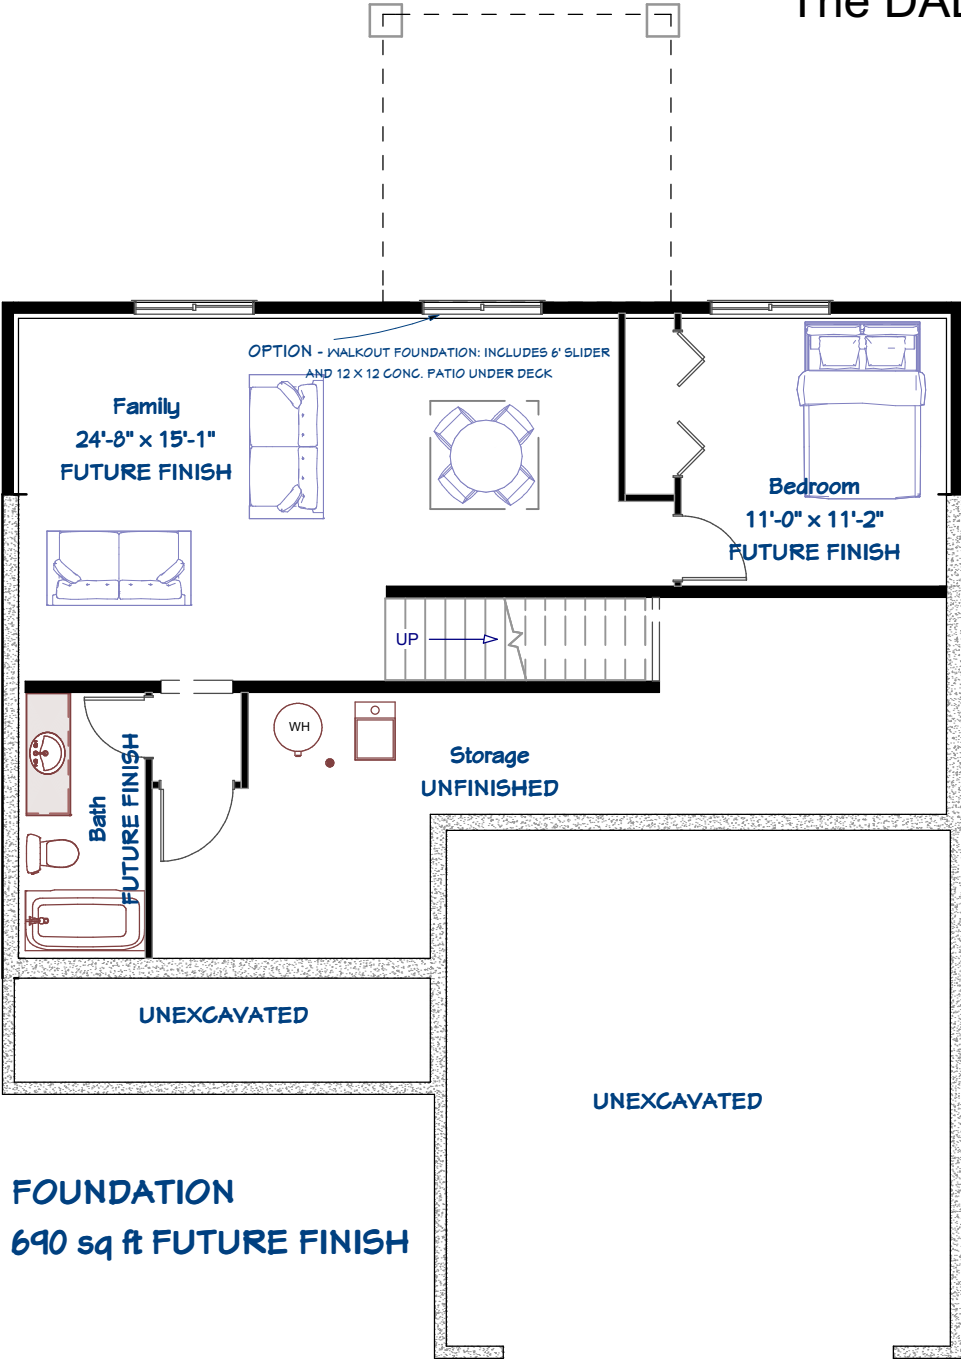 The
OPTION - WALKOUT FOUNDATION: INCLUDES 6' SLIDER
AND 12 X 12 CONC. PATIO UNDER DECK
Family
24'-8" x 15'-1"
FUTURE FINISH
Bedroom
11'-0" x 11'-2"
FUTURE FINISH
UP
WH
Storage
UNFINISHED
Bath
FUTURE FINISH
UNEXCAVATED
UNEXCAVATED
FOUNDATION
690 sq ft FUTURE FINISH